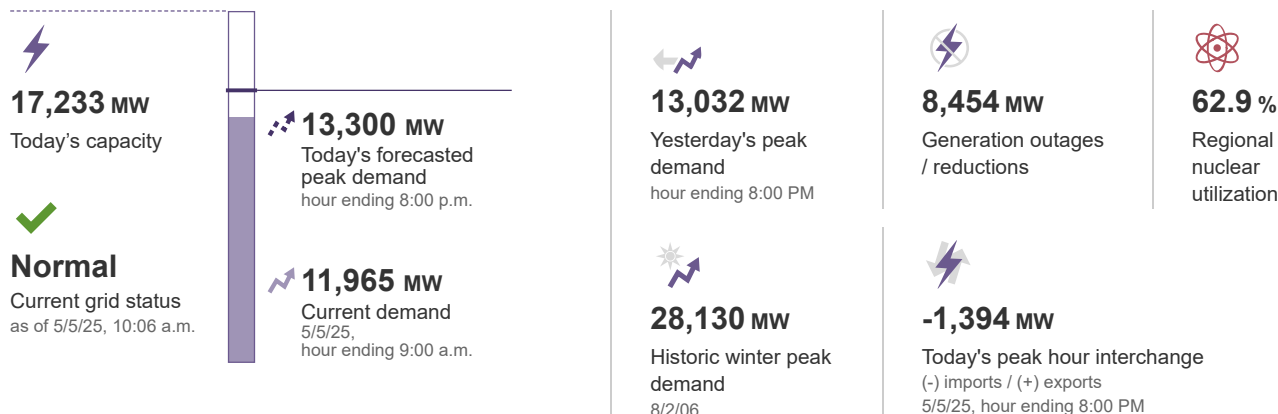 17,233 MW
Today's capacity
Normal
Current grid status
as of 5/5/25, 10:06 a.m.
13,300 MW
Today's forecasted
peak demand
hour ending 8:00 p.m.
11,965 MW
Current demand
5/5/25,
hour ending 9:00 a.m.
13,032 MW
Yesterday's peak
demand
hour ending 8:00 PM
8,454 MW
Generation outages
/ reductions
62.9 %
Regional
nuclear
utilization
28,130 MW
Historic winter peak
demand
8/2/06
-1,394 MW
Today's peak hour interchange
(-) imports / (+) exports
5/5/25, hour ending 8:00 PM